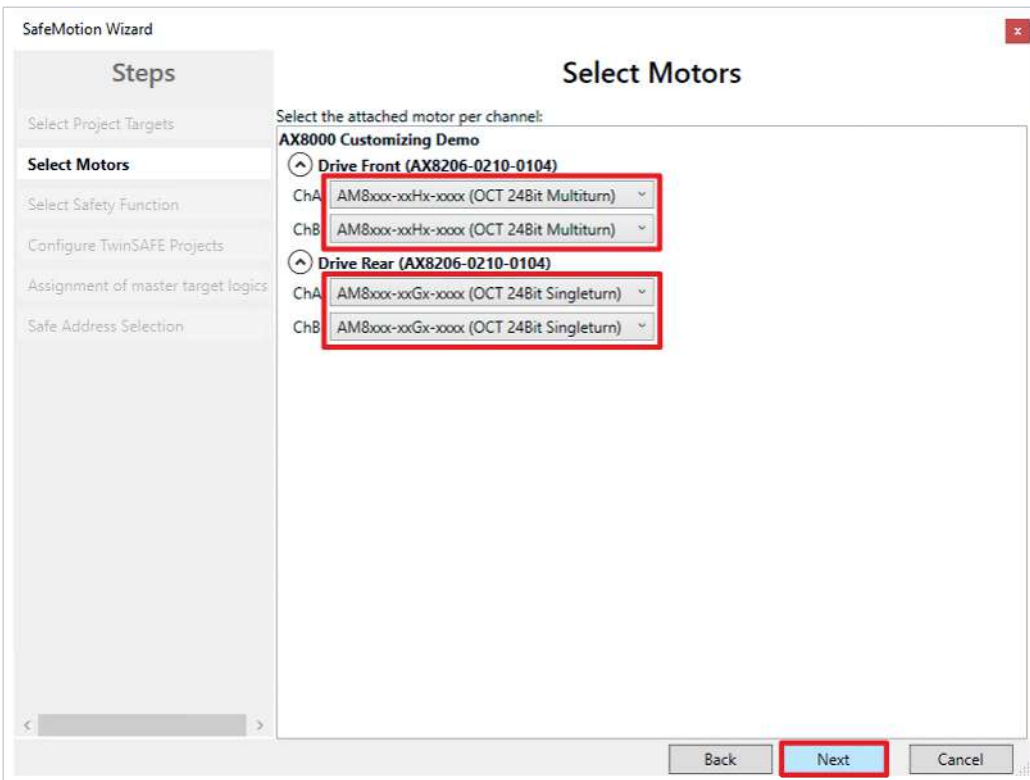 SafeMotion Wizard
x
Steps
Select Project Targets
Select Motors
Select Safety Function
Configure TwinSAFE Projects
Assignment of master target logics
Safe Address Selection
Select Motors
Select the attached motor per channel:
AX8000 Customizing Demo
Drive Front (AX8206-0210-0104)
ChA AM8xxx-xxHx-xxxx (OCT 24Bit Multiturn)
ChB AM8xxx-xxHx-xxxx (OCT 24Bit Multiturn)
Drive Rear (AX8206-0210-0104)
ChA AM8xxx-xxGx-xxxx (OCT 24Bit Singleturn)
ChB AM8xxx-xxGx-xxxx (OCT 24Bit Singleturn)
Back Next Cancel